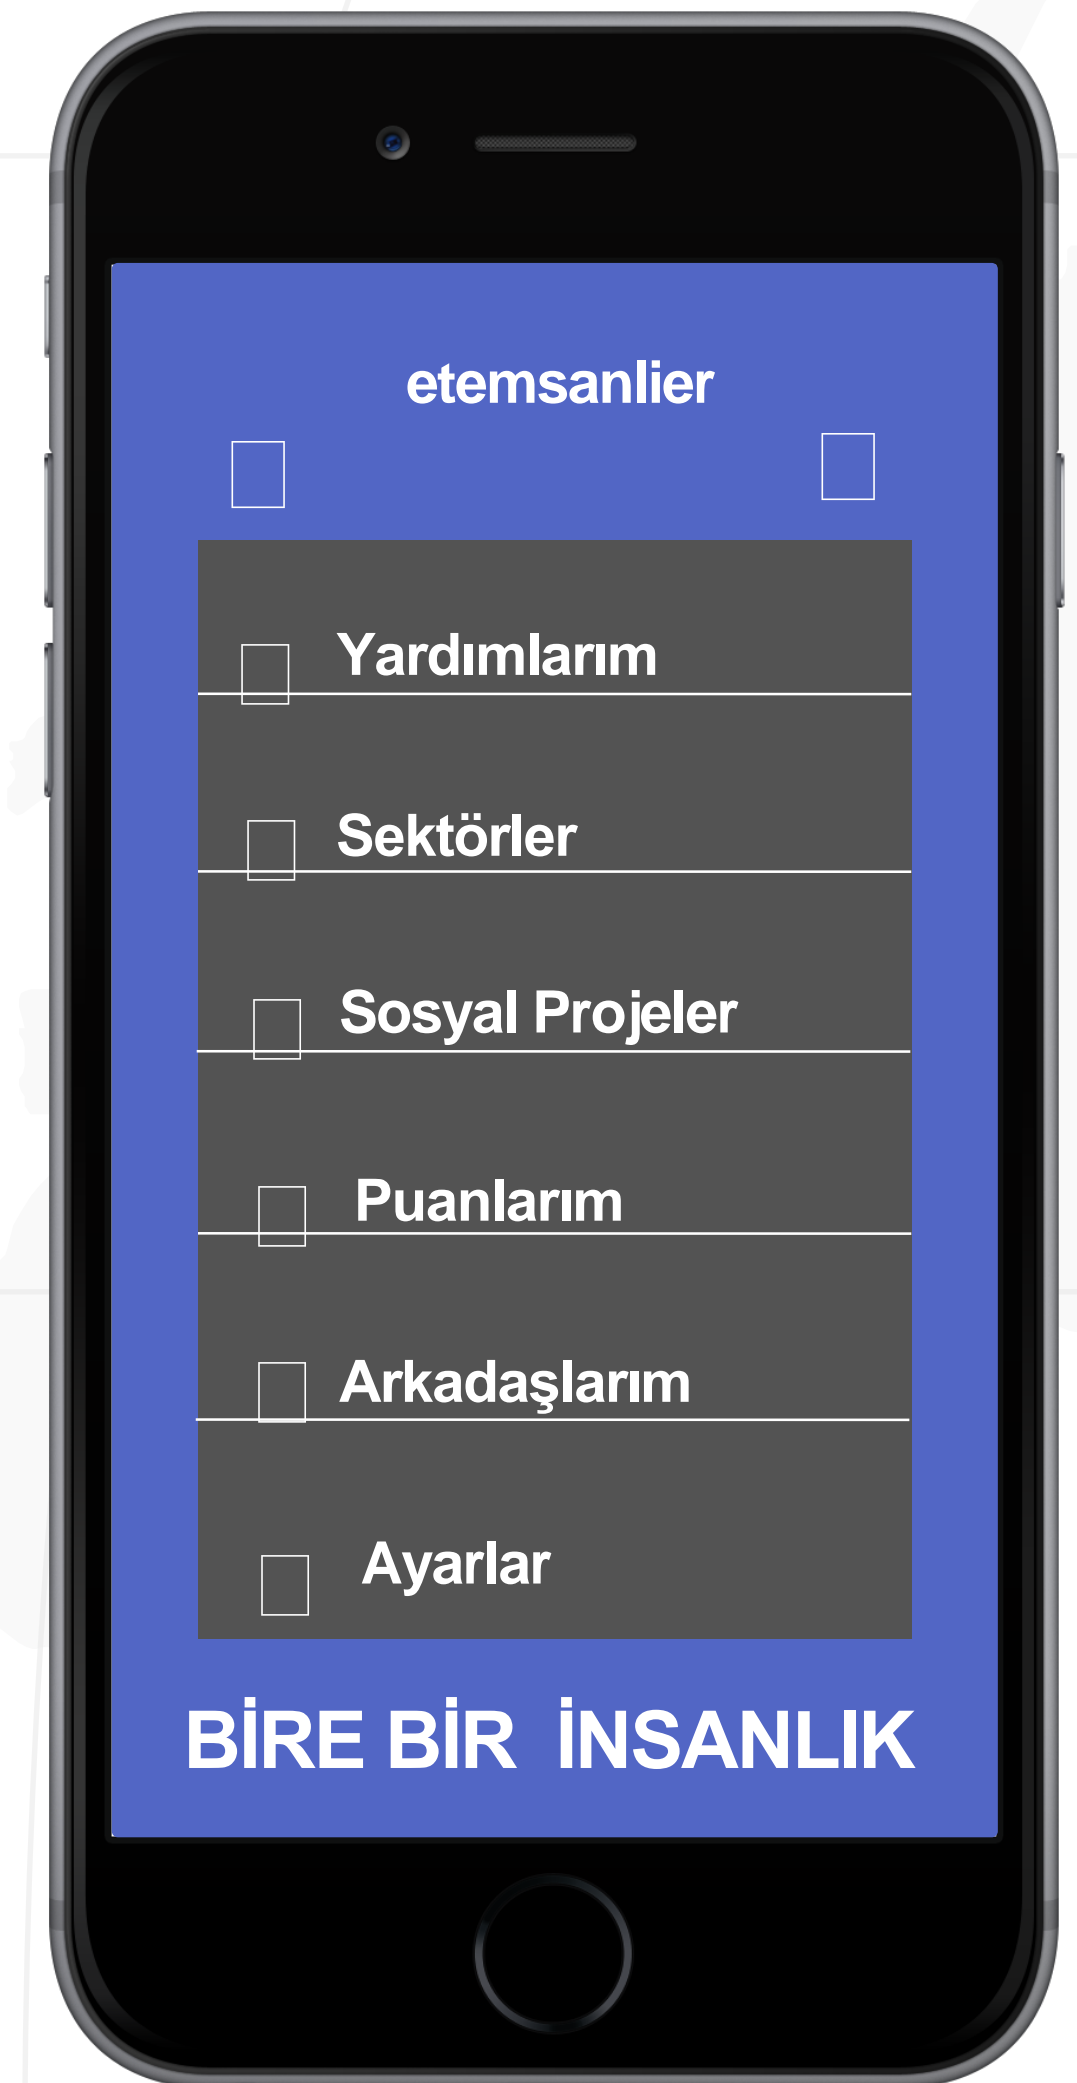 etemsanlier
Yardımlarım
Sektörler
Sosyal Projeler
Puanlarım
Arkadaşlarım
Ayarlar
BİRE BİR İNSANLIK